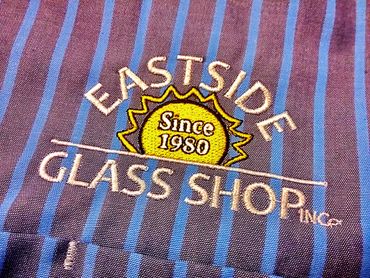 EASTSIDE
Since
1980
GLASS SHOP INC.